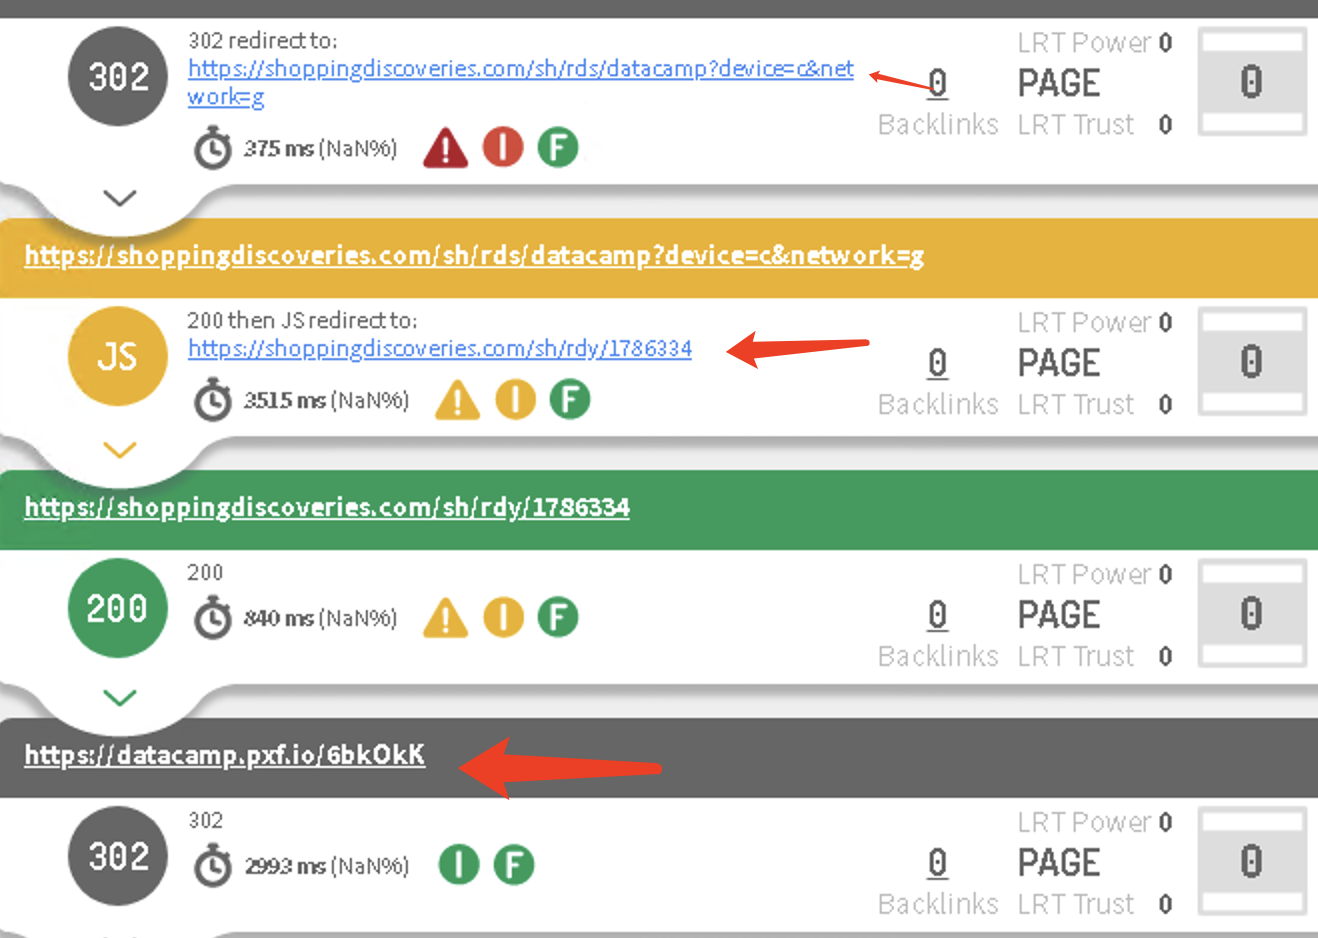 302 redirect to:
302
https://shoppingdiscoveries.com/sh/rds/datacamp?device=c&net
work=g
375 ms (NaN%)
! I F
0
Backlinks
LRT Power 0
PAGE
LRT Trust 0
0
https://shoppingdiscoveries.com/sh/rds/datacamp?device=c&network=g
200 then JS redirect to:
JS
https://shoppingdiscoveries.com/sh/rdy/1786334
3515 ms (NaN%)
! I F
0
Backlinks
LRT Power 0
PAGE
LRT Trust 0
0
https://shoppingdiscoveries.com/sh/rdy/1786334
200
200
840 ms (NaN%)
! I F
0
Backlinks
LRT Power 0
PAGE
LRT Trust 0
0
https://datacamp.pxf.io/6bkOkK
302
302
2993 ms (NaN%)
I F
0
Backlinks
LRT Power 0
PAGE
LRT Trust 0
0